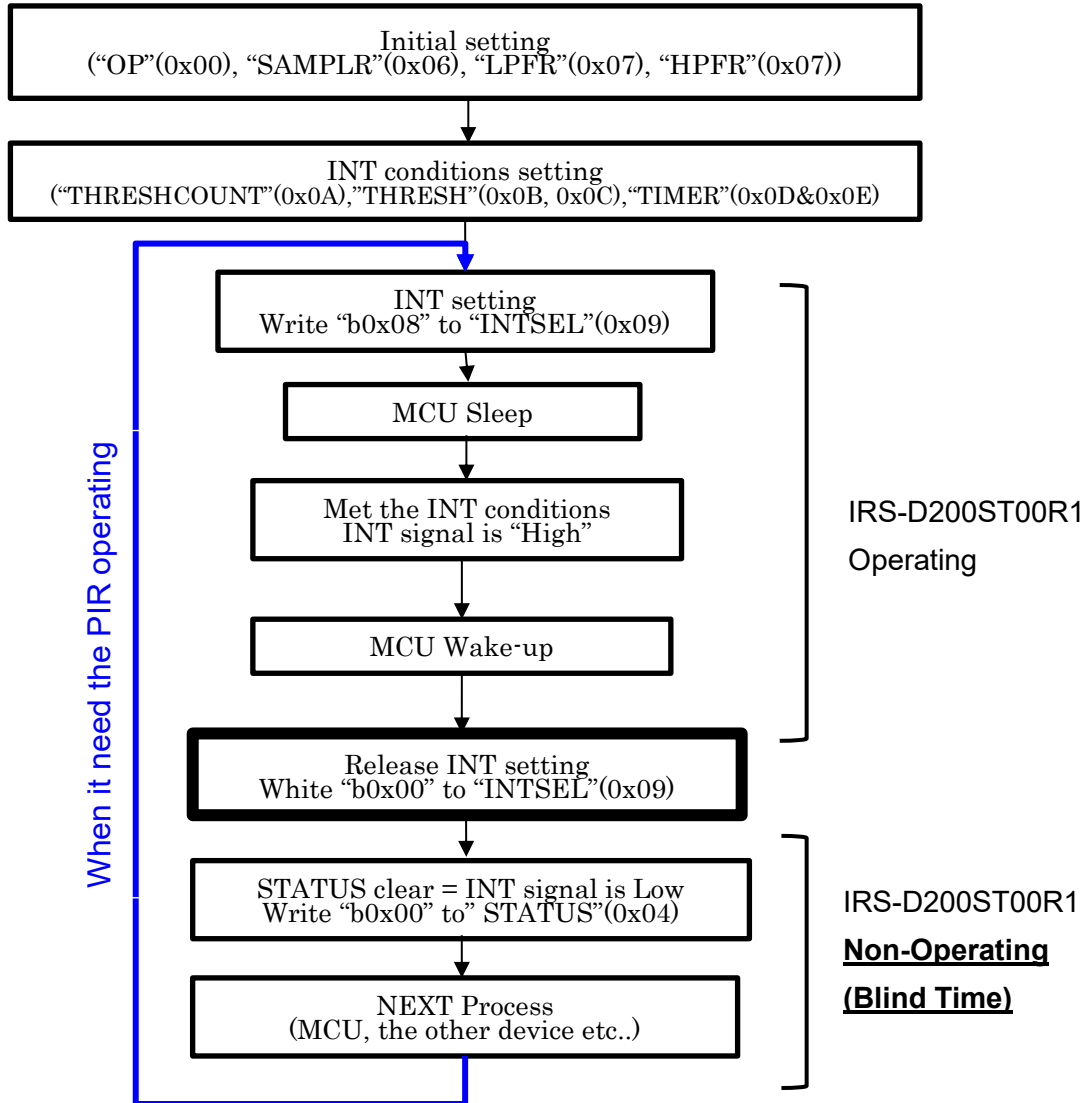 Initial setting
(“OP”(0x00), “SAMPLR”(0x06), “LPFR”(0x07), “HPFR”(0x07))
INT conditions setting
(“THRESHCOUNT”(0x0A),”THRESH”(0x0B, 0x0C),“TIMER”(0x0D&0x0E)
When it need the PIR operating
INT setting
Write “b0x08” to “INTSEL”(0x09)
MCU Sleep
Met the INT conditions
INT signal is “High”
IRS-D200ST00R1
Operating
MCU Wake-up
Release INT setting
White “b0x00” to “INTSEL”(0x09)
STATUS clear = INT signal is Low
Write “b0x00” to” STATUS”(0x04)
IRS-D200ST00R1
Non-Operating
(Blind Time)
NEXT Process
(MCU, the other device etc..)